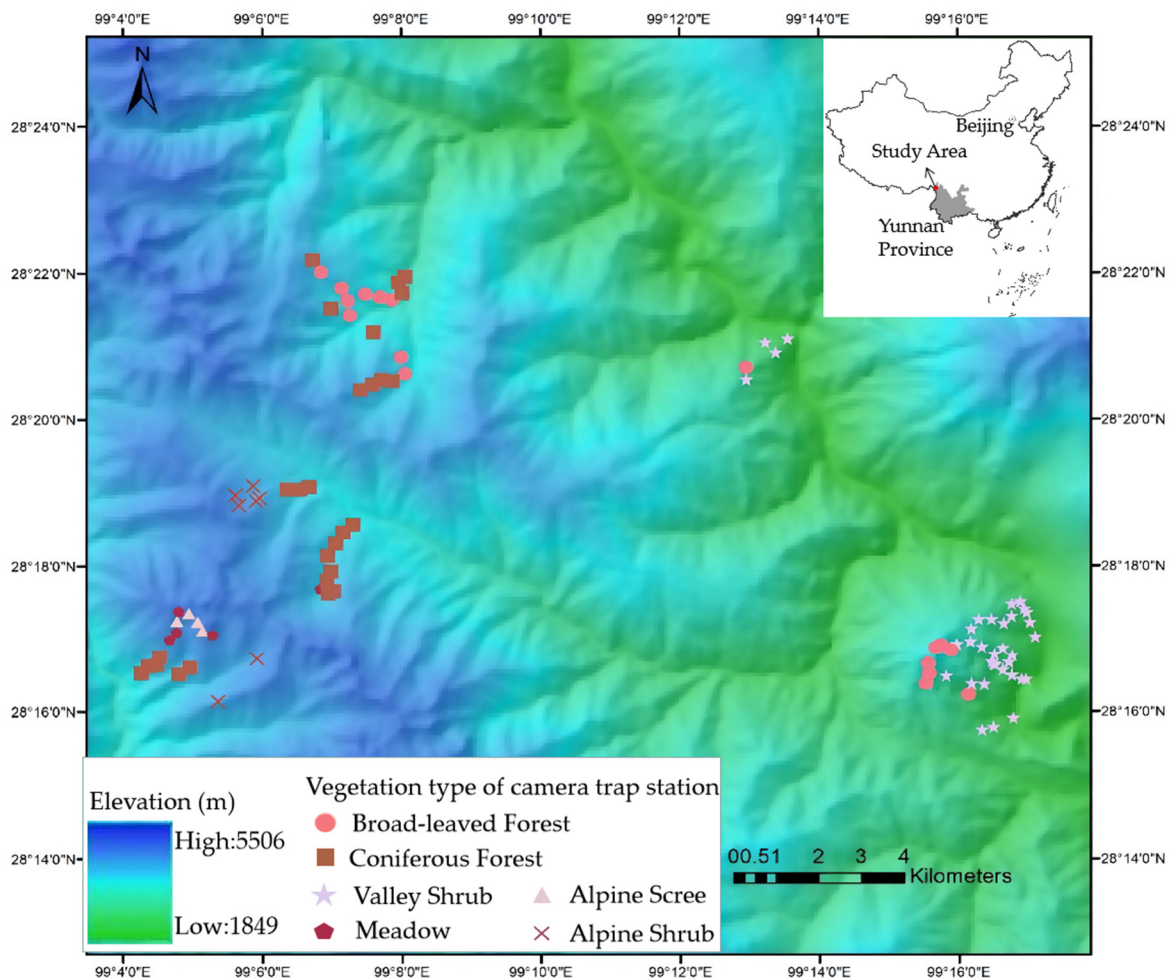 99°4'0"E 99°6'0"E 99°8'0"E 99°10'0"E 99°12'0"E 99°14'0"E 99°16'0"E
N
28°24'0"N 28°24'0"N
28°22'0"N 28°22'0"N
28°20'0"N 28°20'0"N
28°18'0"N 28°18'0"N
28°16'0"N 28°16'0"N
28°14'0"N 28°14'0"N
Beijing
Study Area
Yunnan
Province
Elevation (m)
High:5506
Low:1849
Vegetation type of camera trap station
Broad-leaved Forest
Coniferous Forest
Valley Shrub Alpine Scree
Meadow Alpine Shrub
00.51 2 3 4
Kilometers
99°4'0"E 99°6'0"E 99°8'0"E 99°10'0"E 99°12'0"E 99°14'0"E 99°16'0"E